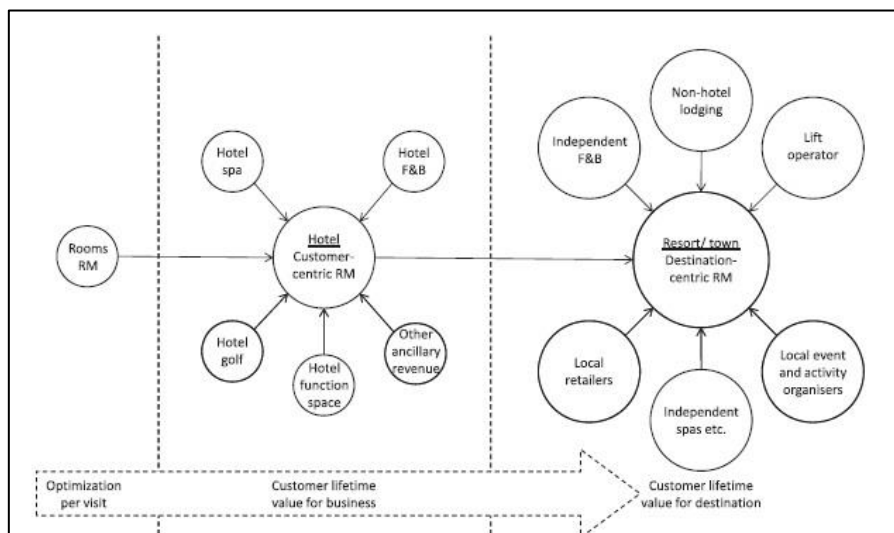 Rooms
RM
Hotel
spa
Hotel
F&B
Hotel
Customer-
centric RM
Hotel
golf
Hotel
function
space
Other
ancillary
revenue
Non-hotel
lodging
Independent
F&B
Lift
operator
Resort/ town
Destination-
centric RM
Local
retailers
Independent
spas etc.
Local event
and activity
organisers
Optimization
per visit
Customer lifetime
value for business
Customer lifetime
value for destination